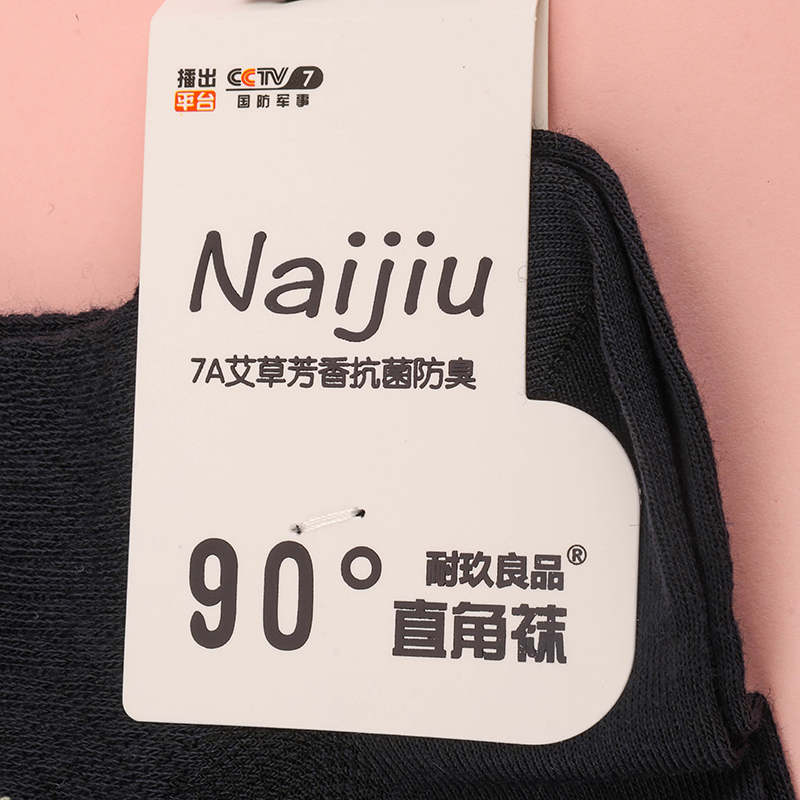 播出 CCTV 7
平台 国防军事
Naijiu
7A艾草芳香抗菌防臭
90° 耐玖良品®
直角袜